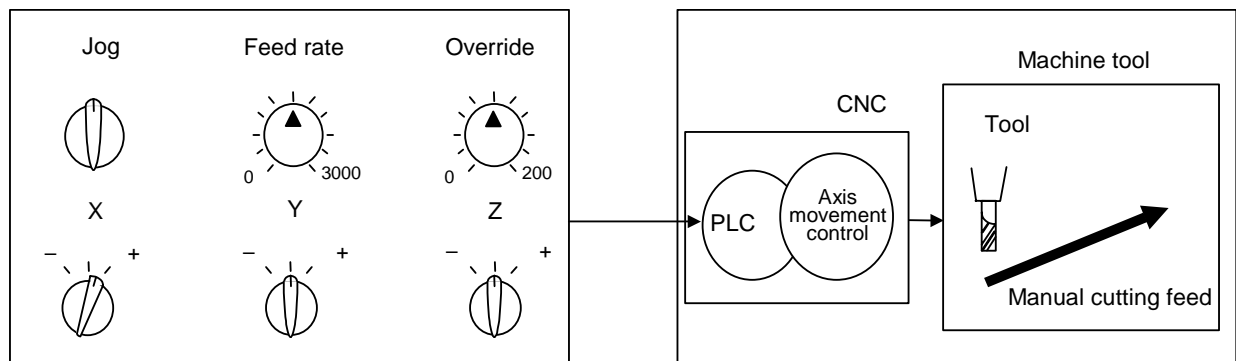 Jog
Feed rate
Override
0
3000
0
200
X
Y
Z
– +
– +
– +
Machine tool
CNC
Tool
PLC
Axis
movement
control
Manual cutting feed